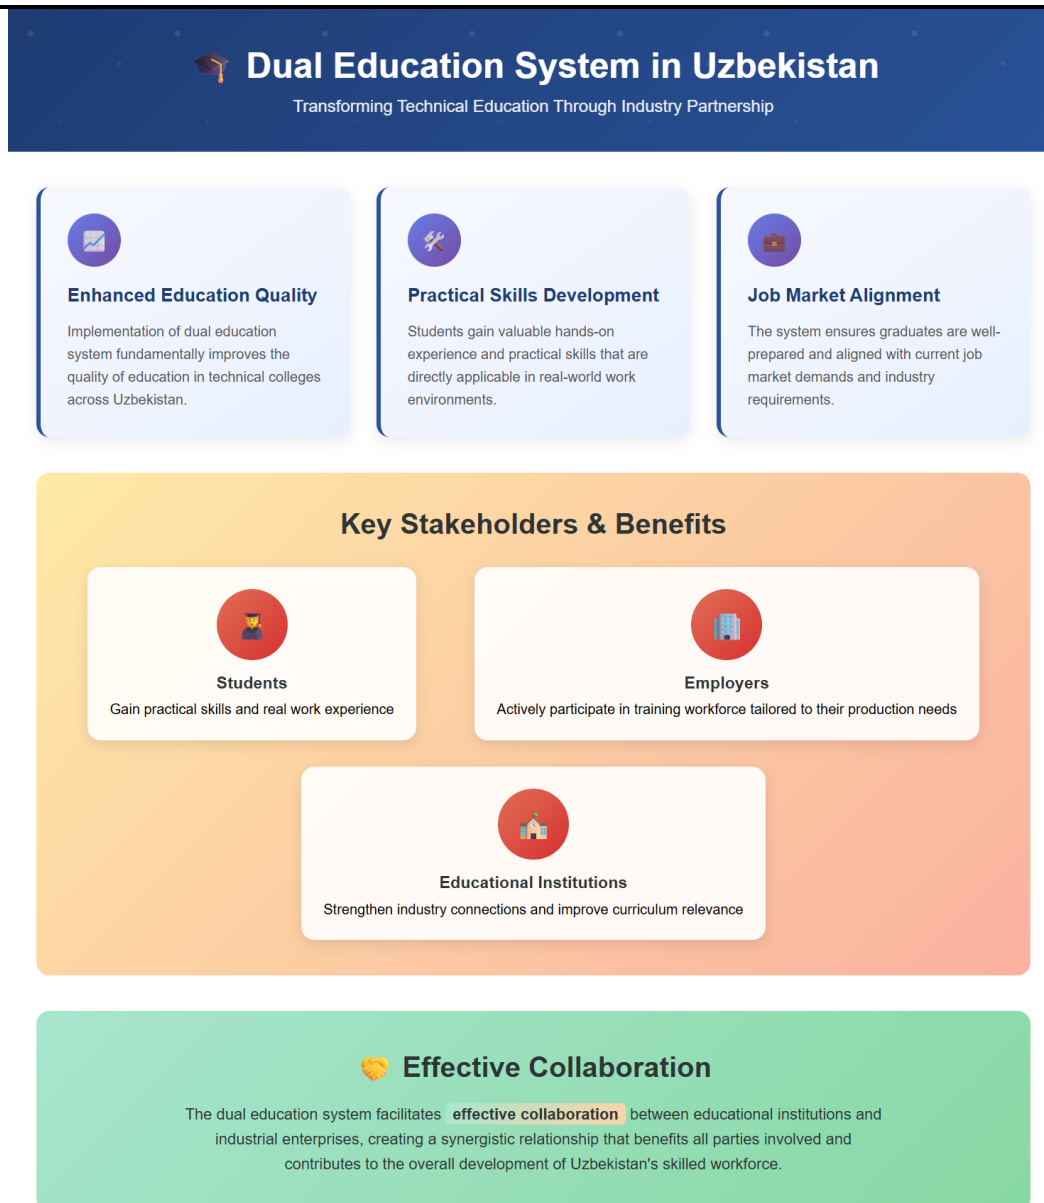 Dual Education System in Uzbekistan
Transforming Technical Education Through Industry Partnership
Enhanced Education Quality
Implementation of dual education
system fundamentally improves the
quality of education in technical colleges
across Uzbekistan.
Practical Skills Development
Students gain valuable hands-on
experience and practical skills that are
directly applicable in real-world work
environments.
Job Market Alignment
The system ensures graduates are well-
prepared and aligned with current job
market demands and industry
requirements.
Key Stakeholders & Benefits
Students
Gain practical skills and real work experience
Employers
Actively participate in training workforce tailored to their production needs
Educational Institutions
Strengthen industry connections and improve curriculum relevance
Effective Collaboration
The dual education system facilitates effective collaboration between educational institutions and
industrial enterprises, creating a synergistic relationship that benefits all parties involved and
contributes to the overall development of Uzbekistan's skilled workforce.